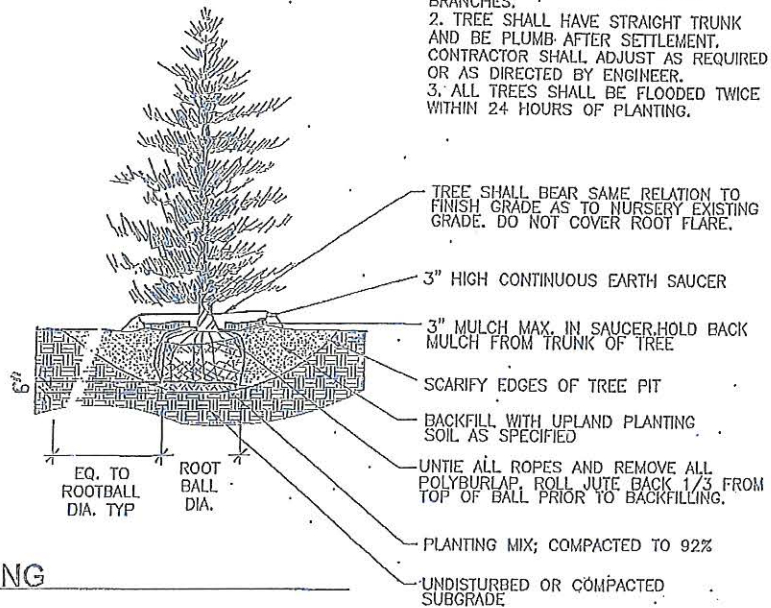 BRANCHES.
2. TREE SHALL HAVE STRAIGHT TRUNK
AND BE PLUMB AFTER SETTLEMENT.
CONTRACTOR SHALL ADJUST AS REQUIRED
OR AS DIRECTED BY ENGINEER.
3. ALL TREES SHALL BE FLOODED TWICE
WITHIN 24 HOURS OF PLANTING.
TREE SHALL BEAR SAME RELATION TO
FINISH GRADE AS TO NURSERY EXISTING
GRADE. DO NOT COVER ROOT FLARE.
3" HIGH CONTINUOUS EARTH SAUCER
3" MULCH MAX. IN SAUCER.HOLD BACK
MULCH FROM TRUNK OF TREE
SCARIFY EDGES OF TREE PIT
BACKFILL WITH UPLAND PLANTING
SOIL AS SPECIFIED
UNTIE ALL ROPES AND REMOVE ALL
POLYBURLAP. ROLL JUTE BACK 1/3 FROM
TOP OF BALL PRIOR TO BACKFILLING.
PLANTING MIX; COMPACTED TO 92%
UNDISTURBED OR COMPACTED
SUBGRADE
EQ. TO
ROOTBALL
DIA. TYP
ROOT
BALL
DIA.
NG